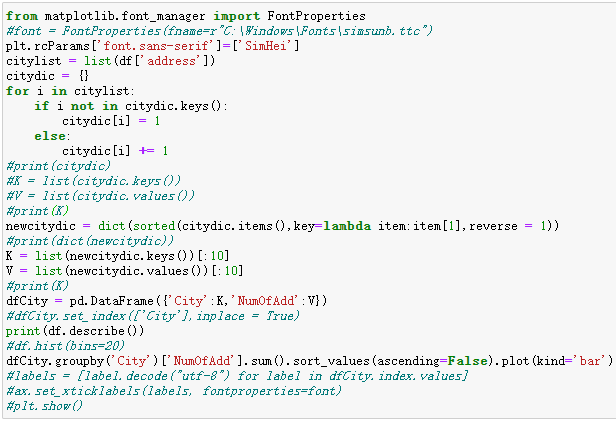 from matplotlib.font_manager import FontProperties
#font = FontProperties(fname=r"C:\Windows\Fonts\simsunb.ttc")
plt.rcParams['font.sans-serif']=['SimHei']
citylist = list(df['address'])
citydic = {}
for i in citylist:
    if i not in citydic.keys():
        citydic[i] = 1
    else:
        citydic[i] += 1
#print(citydic)
#K = list(citydic.keys())
#V = list(citydic.values())
#print(K)
newcitydic = dict(sorted(citydic.items(),key=lambda item:item[1],reverse = 1))
#print(dict(newcitydic))
K = list(newcitydic.keys())[:10]
V = list(newcitydic.values())[:10]
#print(K)
dfCity = pd.DataFrame({'City':K,'NumOfAdd':V})
#dfCity.set_index(['City'],inplace = True)
print(df.describe())
#df.hist(bins=20)
dfCity.groupby('City')['NumOfAdd'].sum().sort_values(ascending=False).plot(kind='bar')
#labels = [label.decode("utf-8") for label in dfCity.index.values]
#ax.set_xticklabels(labels, fontproperties=font)
#plt.show()